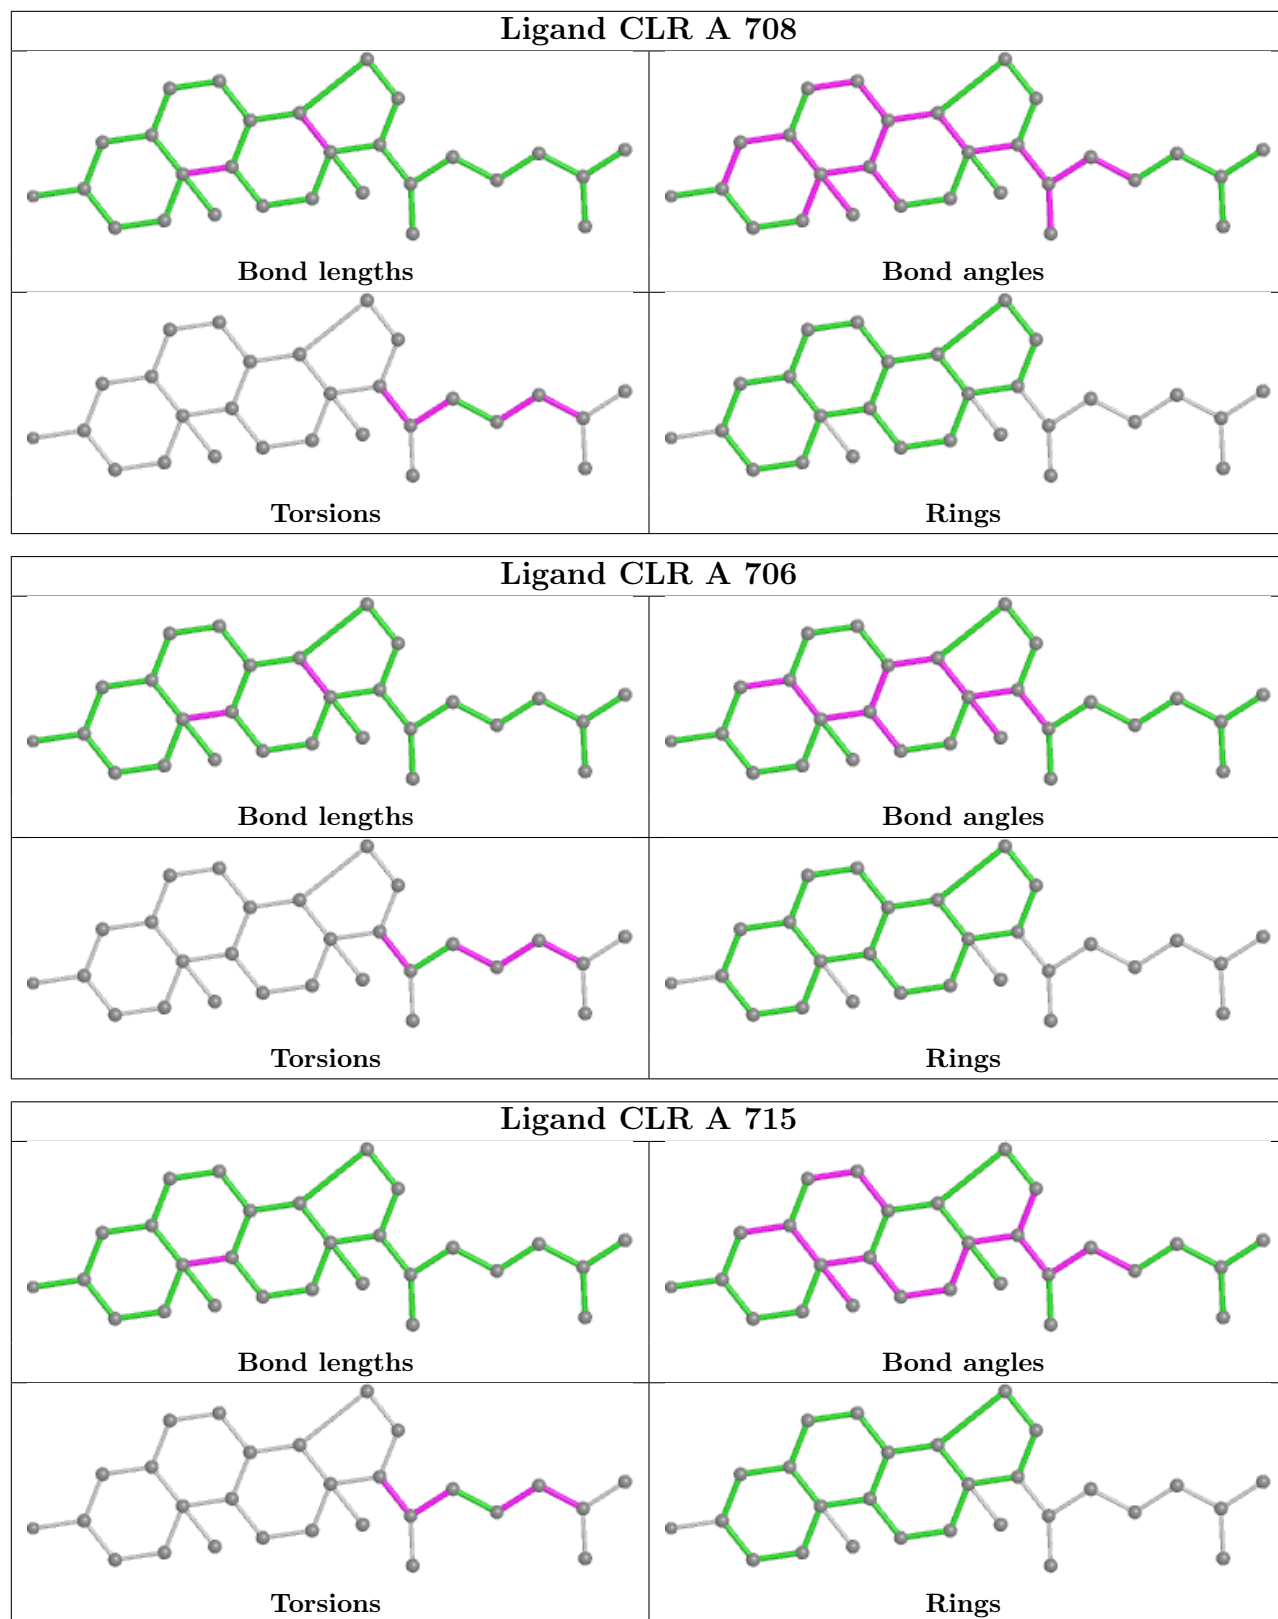 Ligand CLR A 708
Bond lengths
Bond angles
Torsions
Rings
Ligand CLR A 706
Bond lengths
Bond angles
Torsions
Rings
Ligand CLR A 715
Bond lengths
Bond angles
Torsions
Rings